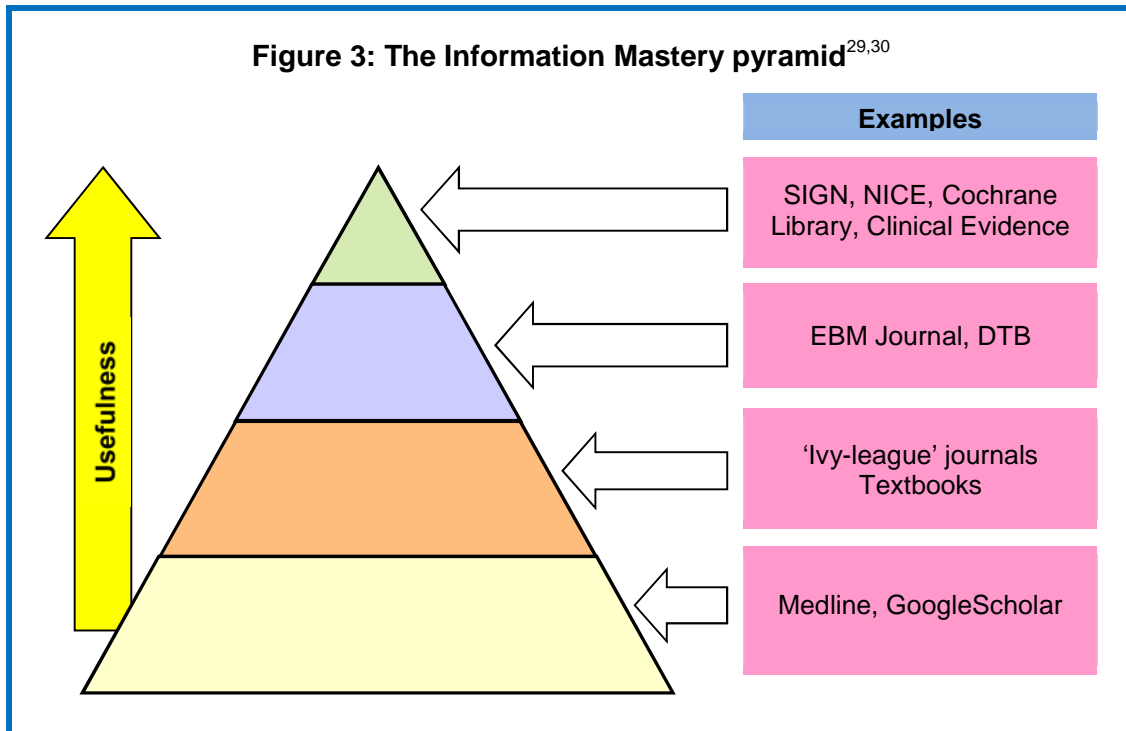 Figure 3: The Information Mastery pyramid29,30
Examples
SIGN, NICE, Cochrane
Library, Clinical Evidence
EBM Journal, DTB
Usefulness
‘Ivy-league’ journals
Textbooks
Medline, GoogleScholar